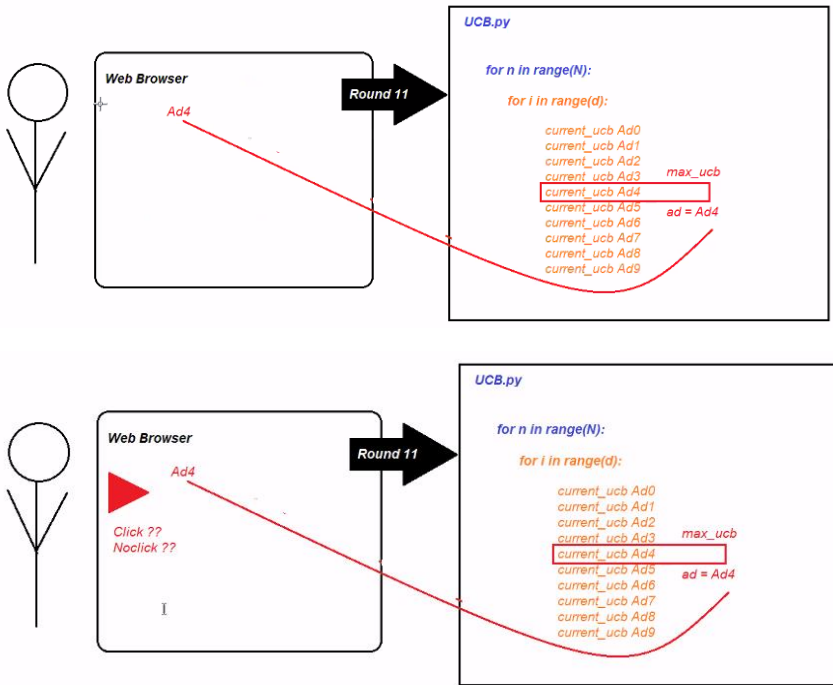 UCB.py
for n in range(N):
Web Browser
Round 11
for i in range(d):
Ad4
current_ucb Ad0
current_ucb Ad1
current_ucb Ad2
current_ucb Ad3
max_ucb
current_ucb Ad4
current_ucb Ad5
ad = Ad4
current_ucb Ad6
current_ucb Ad7
current_ucb Ad8
current_ucb Ad9
UCB.py
for n in range(N):
Web Browser
Round 11
for i in range(d):
Ad4
current_ucb Ad0
current_ucb Ad1
current_ucb Ad2
Click ??
Noclick ??
current_ucb Ad3
max_ucb
current_ucb Ad4
current_ucb Ad5
ad = Ad4
current_ucb Ad6
current_ucb Ad7
current_ucb Ad8
current_ucb Ad9